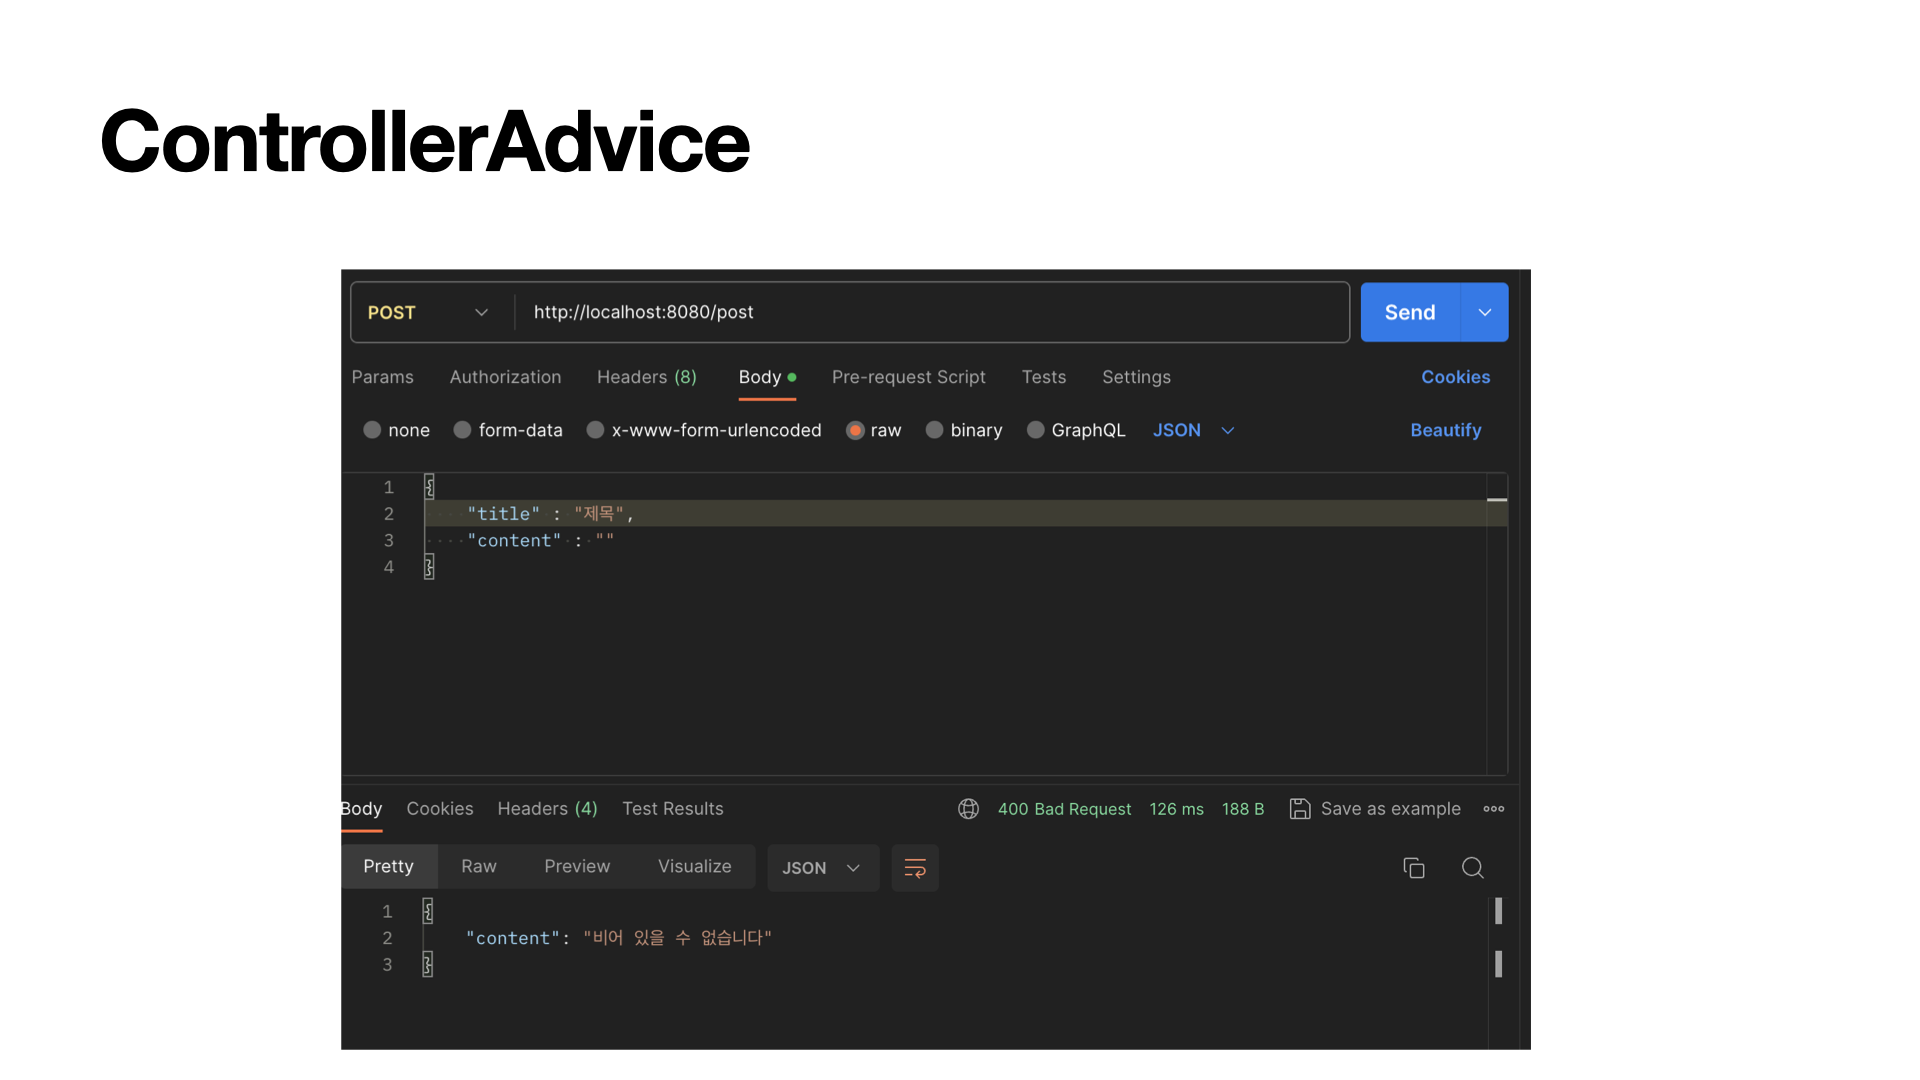 ControllerAdvice
POST http://localhost:8080/post Send
Params Authorization Headers (8) Body Pre-request Script Tests Settings Cookies
none form-data x-www-form-urlencoded raw binary GraphQL JSON Beautify
1 {
2 "title" : "제목",
3 "content" : ""
4 }
Body Cookies Headers (4) Test Results 400 Bad Request 126 ms 188 B Save as example
Pretty Raw Preview Visualize JSON
1 {
2 "content": "비어 있을 수 없습니다"
3 }